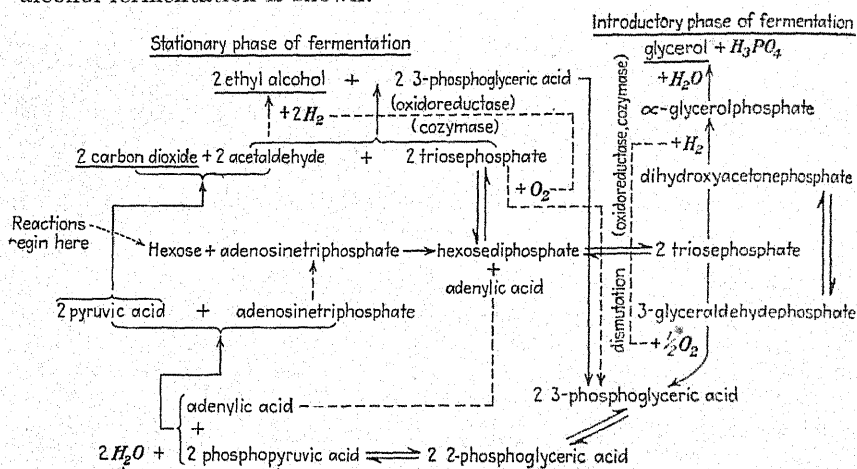 alcohol fermentation is shown.
Introductory phase of fermentation
Stationary phase of fermentation
glycerol + H₃PO₄
2 ethyl alcohol + 2 3-phosphoglyceric acid
+H₂O
(oxidoreductase)
+2H₂
(cozymase)
α-glycerolphosphate
2 carbon dioxide + 2 acetaldehyde + 2 triosephosphate
+H₂
+O₂
dihydroxyacetonephosphate
dismutation (oxidoreductase, cozymase)
Reactions
egin here
Hexose + adenosinetriphosphate
hexosediphosphate
2 triosephosphate
+
adenylic acid
2 pyruvic acid + adenosinetriphosphate
3-glyceraldehydephosphate
+½O₂
2 3-phosphoglyceric acid
adenylic acid
+
2H₂O + 2 phosphopyruvic acid
2 2-phosphoglyceric acid